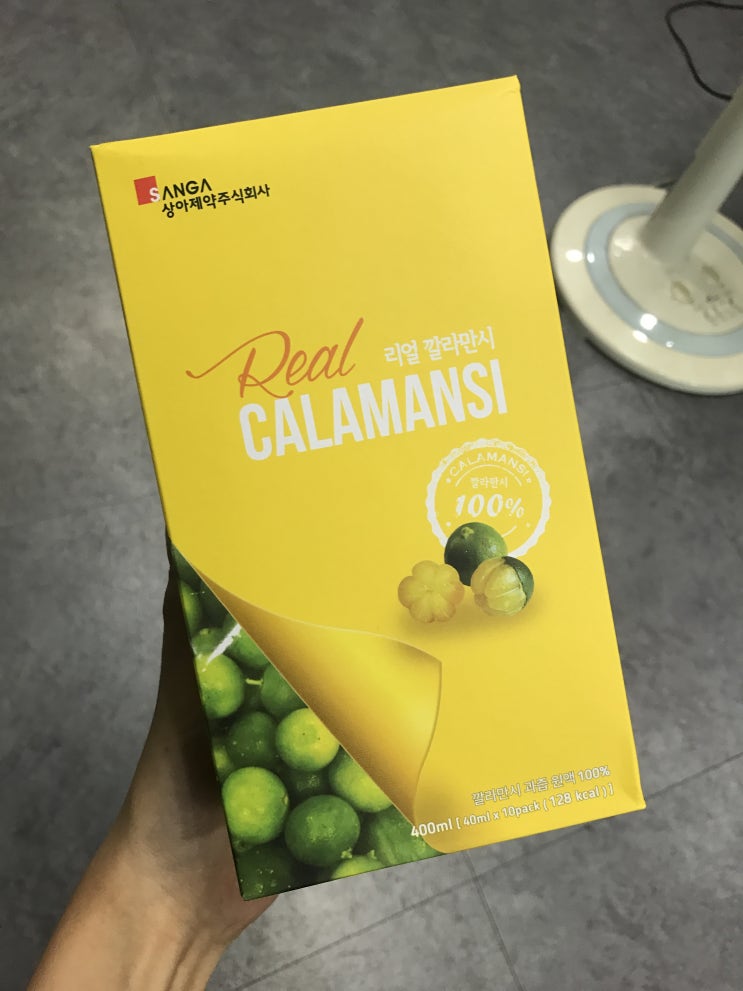 SANGA
상아제약주식회사
Real 리얼 깔라만시
CALAMANSI
CALAMANSI
깔라만시
100%
깔라만시 과즙 원액 100%
400ml [ 40ml x 10pack ( 128 kcal ) ]